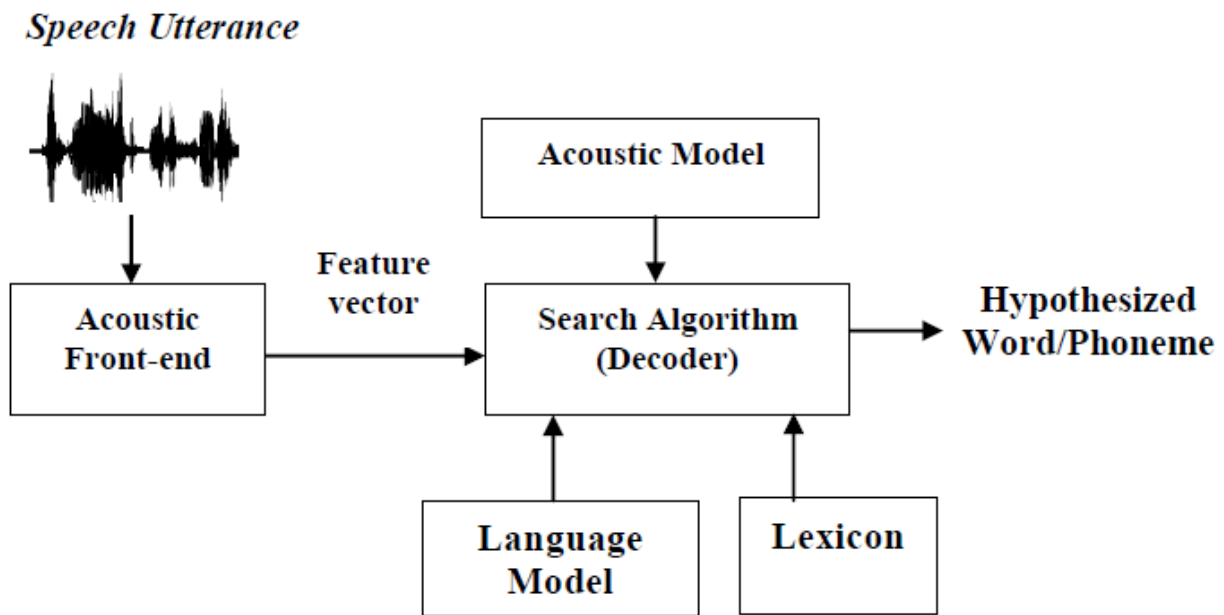 Speech Utterance
Acoustic Model
Feature
vector
Acoustic
Front-end
Search Algorithm
(Decoder)
Hypothesized
Word/Phoneme
Language
Model
Lexicon